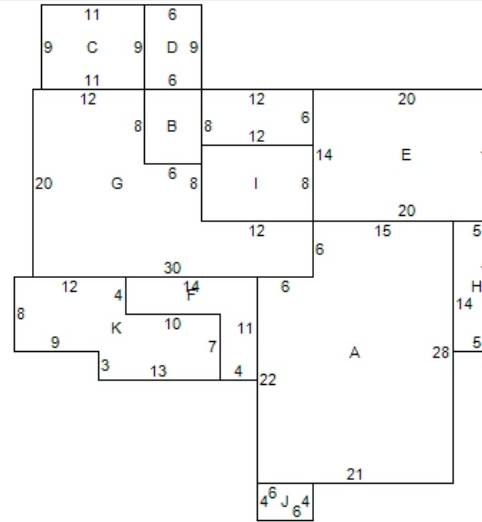 11 6
9 C 9 D 9
11 6
12 12 20
8 B 8 6
12
14 E
20 G 6 8 I 8
20
12 15 5
6
30
12 4 14 6 H
F
8 10 14
K 11
9 7 A 28 5
3 13 4 22
21
4 6 J 4
6